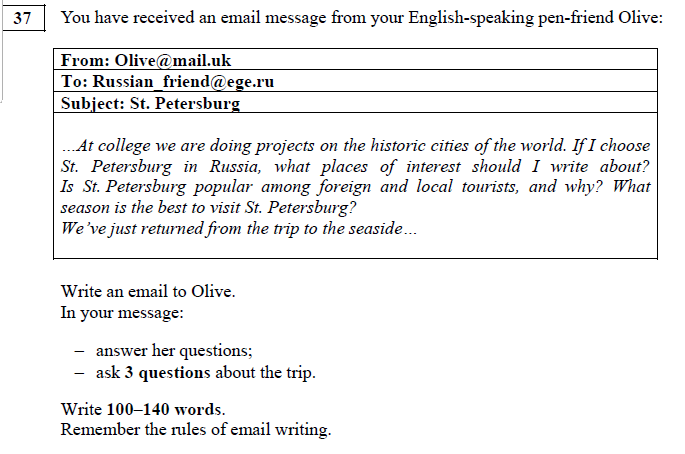 37 You have received an email message from your English-speaking pen-friend Olive:
From: Olive@mail.uk
To: Russian_friend@ege.ru
Subject: St. Petersburg
…At college we are doing projects on the historic cities of the world. If I choose
St. Petersburg in Russia, what places of interest should I write about?
Is St. Petersburg popular among foreign and local tourists, and why? What
season is the best to visit St. Petersburg?
We’ve just returned from the trip to the seaside…
Write an email to Olive.
In your message:
– answer her questions;
– ask 3 questions about the trip.
Write 100–140 words.
Remember the rules of email writing.